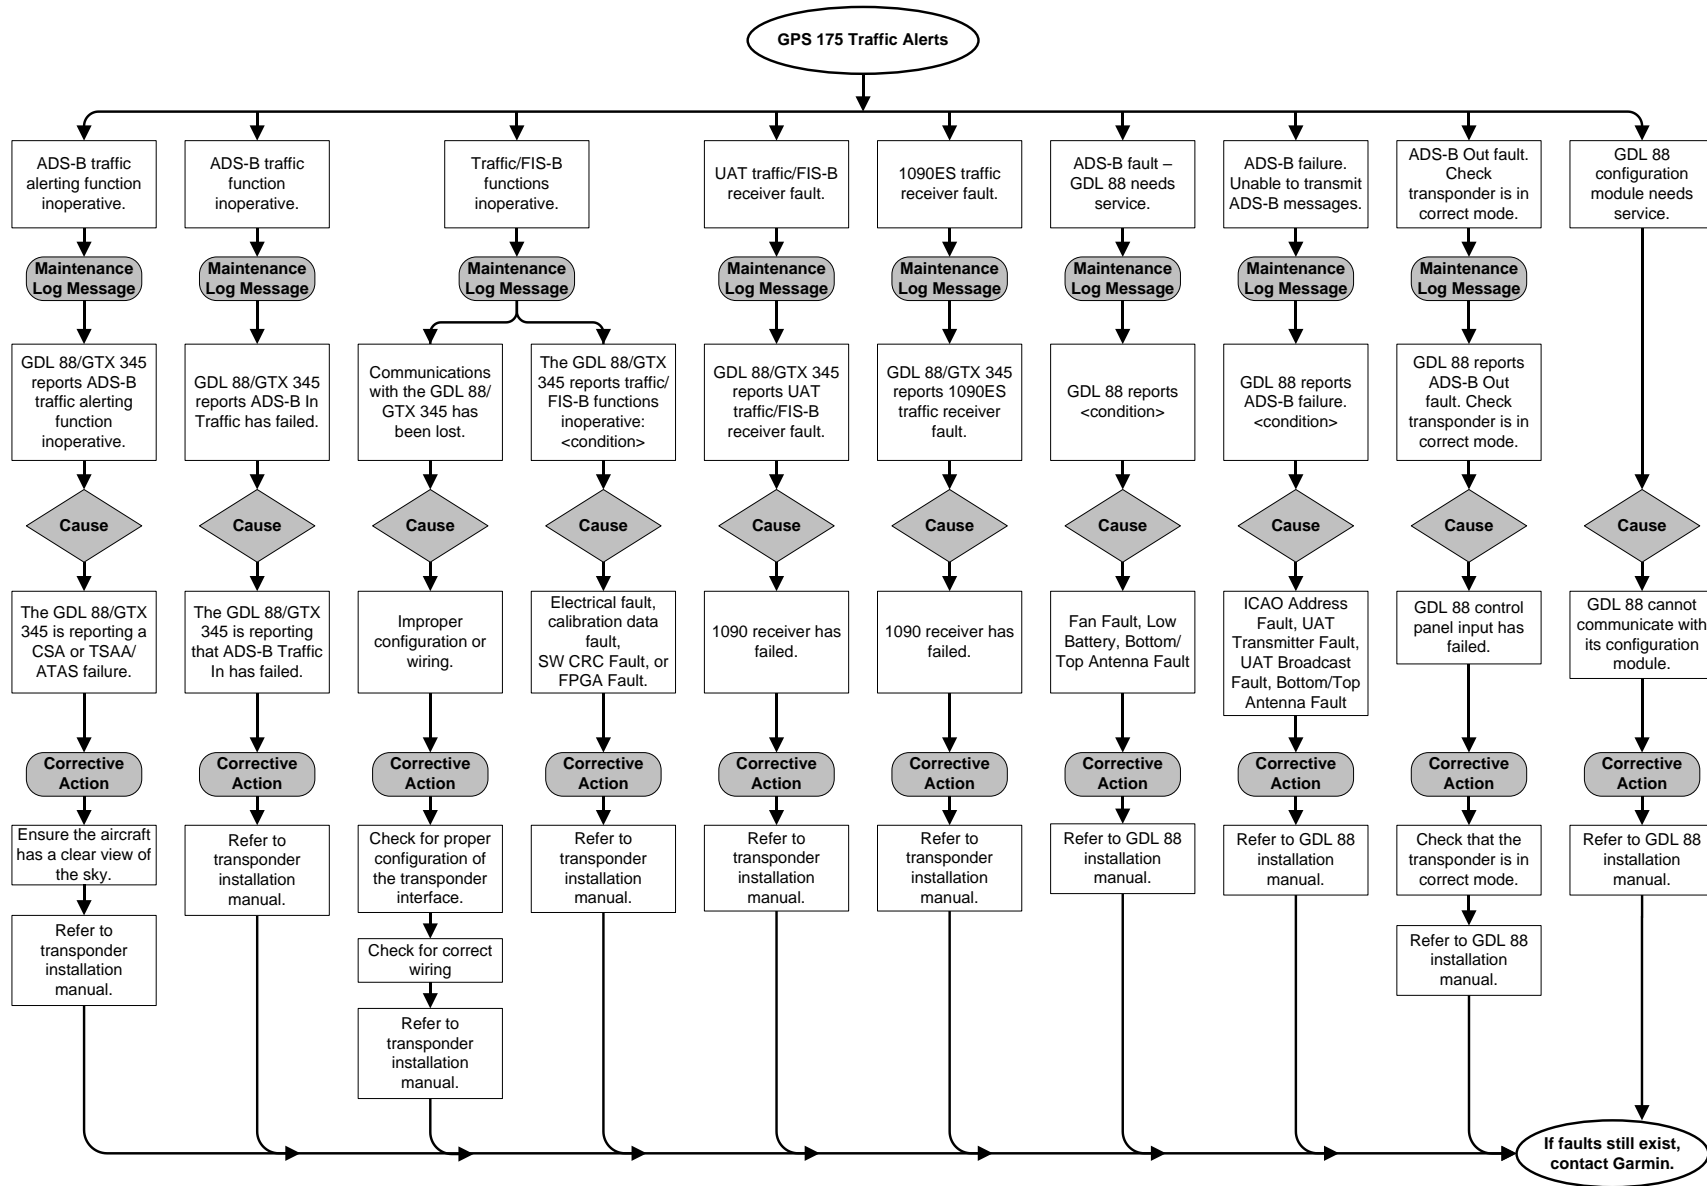 GPS 175 Traffic Alerts
ADS-B traffic
alerting function
inoperative.
ADS-B traffic
function
inoperative.
Traffic/FIS-B
functions
inoperative.
UAT traffic/FIS-B
receiver fault.
1090ES traffic
receiver fault.
ADS-B fault –
GDL 88 needs
service.
ADS-B failure.
Unable to transmit
ADS-B messages.
ADS-B Out fault.
Check
transponder is in
correct mode.
GDL 88
configuration
module needs
service.
Maintenance
Log Message
Maintenance
Log Message
Maintenance
Log Message
Maintenance
Log Message
Maintenance
Log Message
Maintenance
Log Message
Maintenance
Log Message
Maintenance
Log Message
GDL 88/GTX 345
reports ADS-B
traffic alerting
function
inoperative.
GDL 88/GTX 345
reports ADS-B In
Traffic has failed.
Communications
with the GDL 88/
GTX 345 has
been lost.
The GDL 88/GTX
345 reports traffic/
FIS-B functions
inoperative:
<condition>
GDL 88/GTX 345
reports UAT
traffic/FIS-B
receiver fault.
GDL 88/GTX 345
reports 1090ES
traffic receiver
fault.
GDL 88 reports
<condition>
GDL 88 reports
ADS-B failure.
<condition>
GDL 88 reports
ADS-B Out
fault. Check
transponder is in
correct mode.
Cause
Cause
Cause
Cause
Cause
Cause
Cause
Cause
Cause
Cause
The GDL 88/GTX
345 is reporting a
CSA or TSAA/
ATAS failure.
The GDL 88/GTX
345 is reporting
that ADS-B Traffic
In has failed.
Improper
configuration or
wiring.
Electrical fault,
calibration data
fault,
SW CRC Fault, or
FPGA Fault.
1090 receiver has
failed.
1090 receiver has
failed.
Fan Fault, Low
Battery, Bottom/
Top Antenna Fault
ICAO Address
Fault, UAT
Transmitter Fault,
UAT Broadcast
Fault, Bottom/Top
Antenna Fault
GDL 88 control
panel input has
failed.
GDL 88 cannot
communicate with
its configuration
module.
Corrective
Action
Corrective
Action
Corrective
Action
Corrective
Action
Corrective
Action
Corrective
Action
Corrective
Action
Corrective
Action
Corrective
Action
Corrective
Action
Ensure the aircraft
has a clear view of
the sky.
Refer to
transponder
installation
manual.
Check for proper
configuration of
the transponder
interface.
Refer to
transponder
installation
manual.
Refer to
transponder
installation
manual.
Refer to
transponder
installation
manual.
Refer to GDL 88
installation
manual.
Refer to GDL 88
installation
manual.
Check that the
transponder is in
correct mode.
Refer to GDL 88
installation
manual.
Refer to
transponder
installation
manual.
Check for correct
wiring
Refer to GDL 88
installation
manual.
Refer to
transponder
installation
manual.
If faults still exist,
contact Garmin.